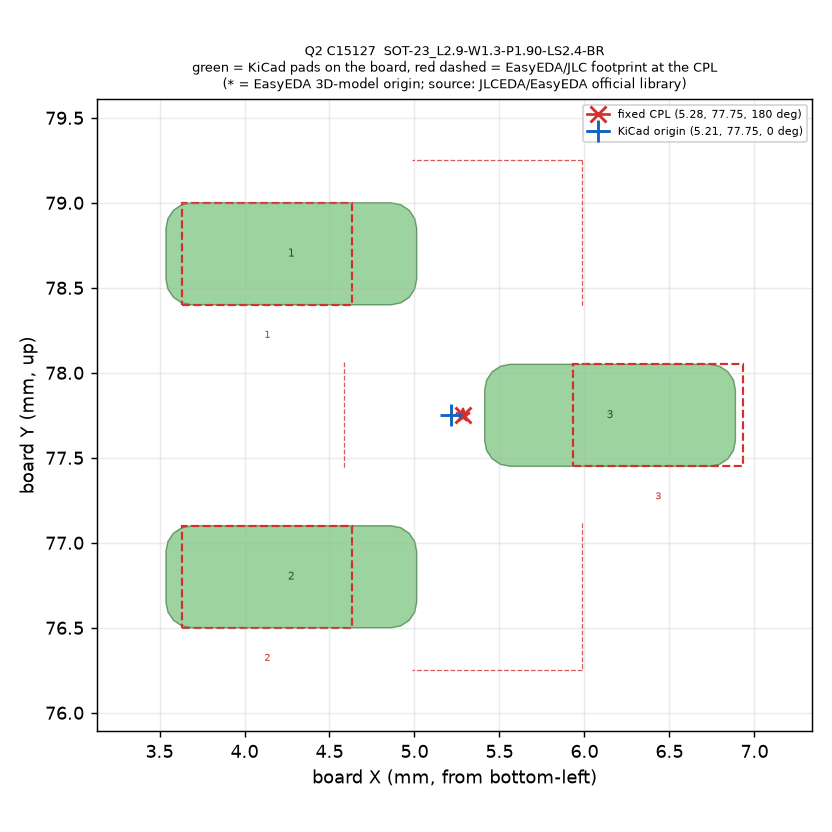 Q2 C15127  SOT-23_L2.9-W1.3-P1.90-LS2.4-BR
green = KiCad pads on the board, red dashed = EasyEDA/JLC footprint at the CPL
(* = EasyEDA 3D-model origin; source: JLCEDA/EasyEDA official library)
fixed CPL (5.28, 77.75, 180 deg)
KiCad origin (5.21, 77.75, 0 deg)
79.5
79.0
78.5
78.0
77.5
77.0
76.5
76.0
board Y (mm, up)
1
1
3
3
2
2
3.5 4.0 4.5 5.0 5.5 6.0 6.5 7.0
board X (mm, from bottom-left)